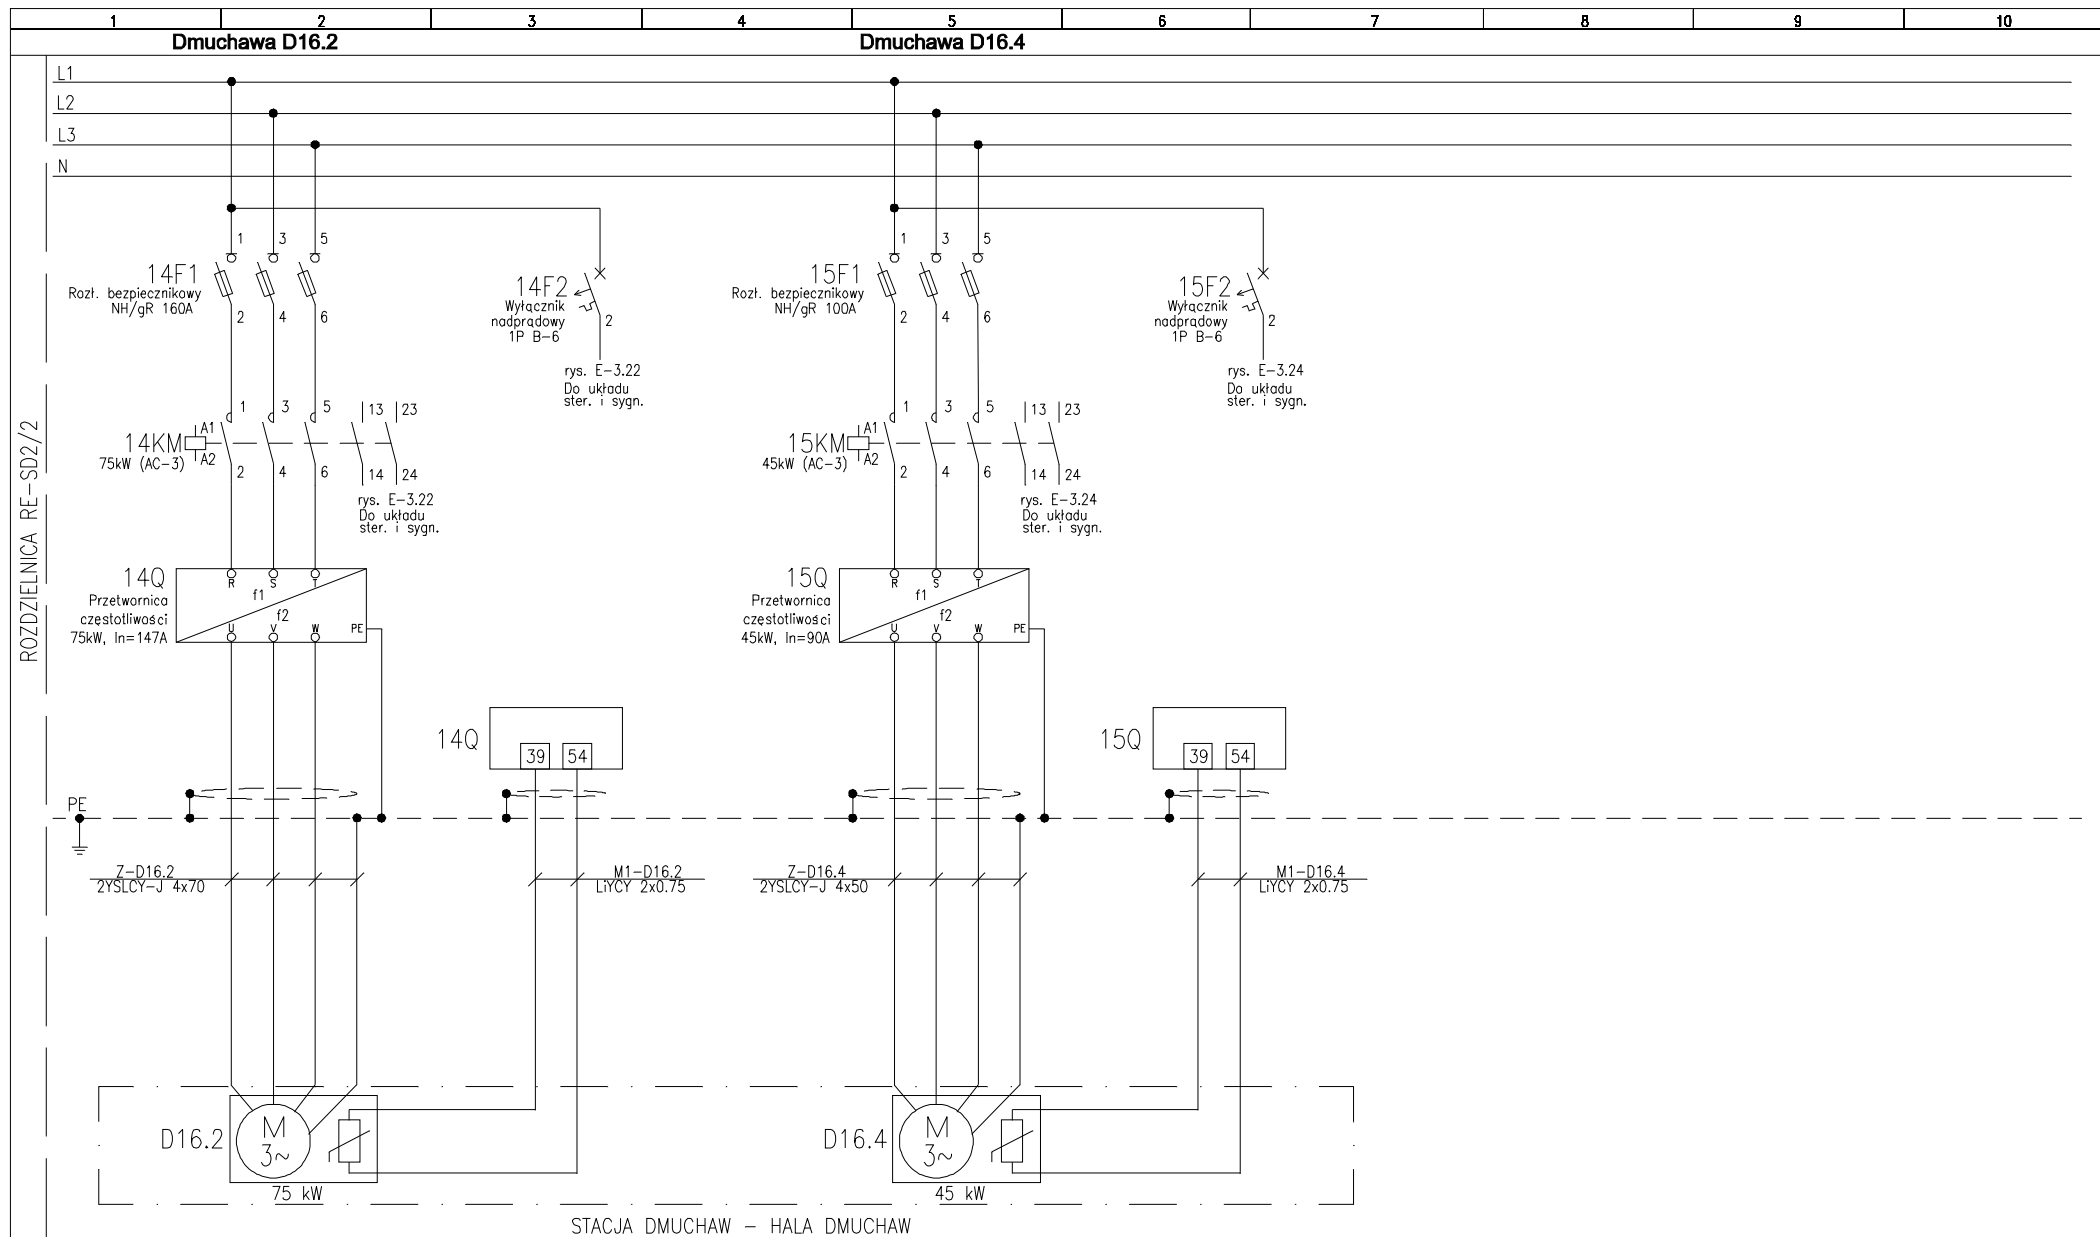 1 2 3 4 5 6 7 8 9 10
Dmuchawa D16.2 Dmuchawa D16.4
L1
L2
L3
N
ROZDZIELNICA RE-SD2/2
1 3 5
14F1
Rozł. bezpiecznikowy
NH/gR 160A
2 4 6
14F2
Wyłącznik
nadprądowy
1P B-6
2
rys. E-3.22
Do układu
ster. i sygn.
1 3 5 13 23
14KM A1
A2
75kW (AC-3)
2 4 6 14 24
rys. E-3.22
Do układu
ster. i sygn.
14Q
Przetwornica
częstotliwości
75kW, In=147A
R S T
f1
f2
U V W PE
14Q
39 54
1 3 5
15F1
Rozł. bezpiecznikowy
NH/gR 100A
2 4 6
15F2
Wyłącznik
nadprądowy
1P B-6
2
rys. E-3.24
Do układu
ster. i sygn.
1 3 5 13 23
15KM A1
A2
45kW (AC-3)
2 4 6 14 24
rys. E-3.24
Do układu
ster. i sygn.
15Q
Przetwornica
częstotliwości
45kW, In=90A
R S T
f1
f2
U V W PE
15Q
39 54
PE
Z-D16.2
2YSLCY-J 4x70
M1-D16.2
LiYCY 2x0.75
Z-D16.4
2YSLCY-J 4x50
M1-D16.4
LiYCY 2x0.75
D16.2
M
3~
75 kW
D16.4
M
3~
45 kW
STACJA DMUCHAW - HALA DMUCHAW